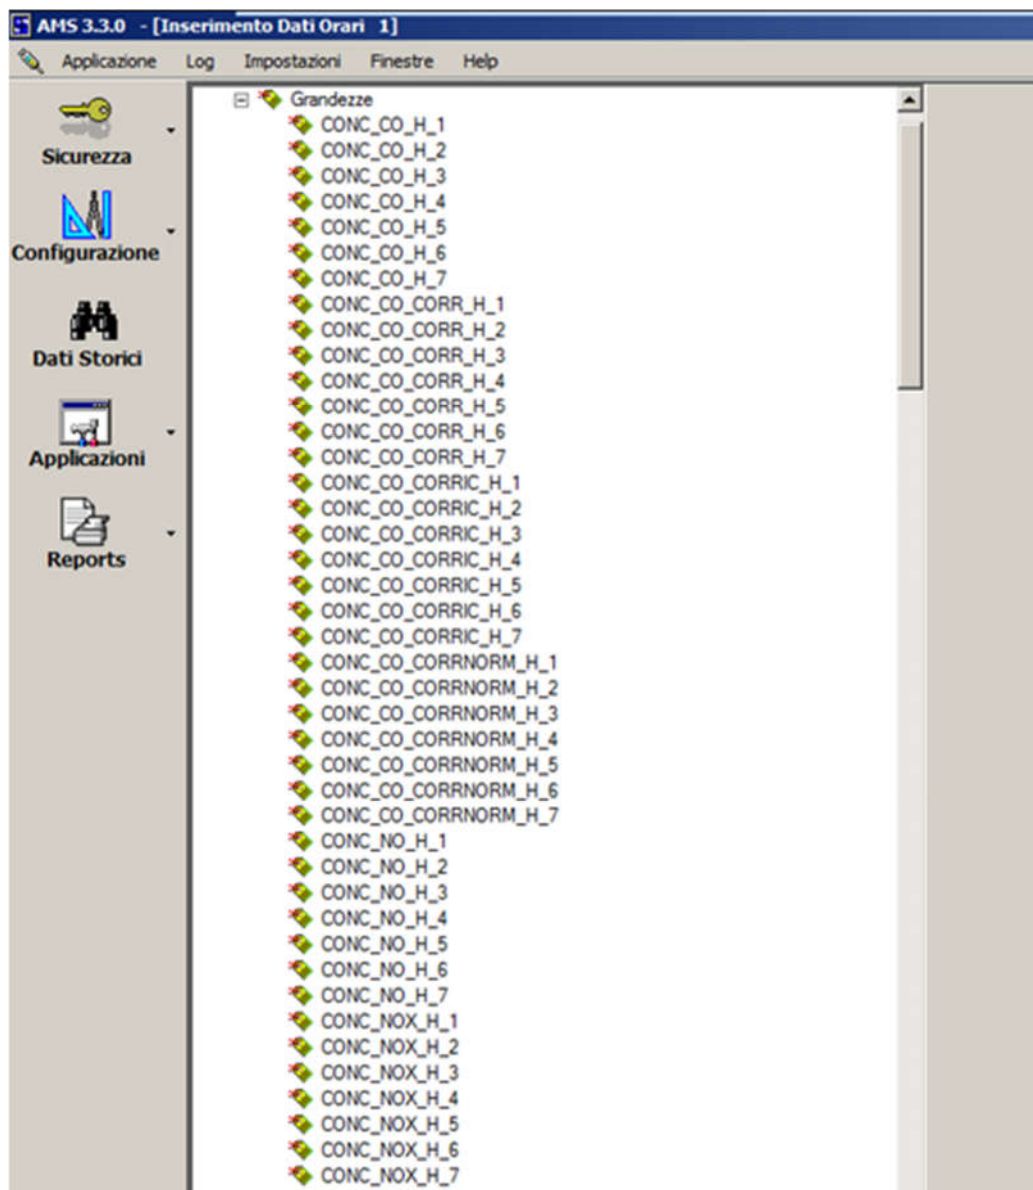 AMS 3.3.0 - [Inserimento Dati Orari 1]
Applicazione Log Impostazioni Finestre Help
Sicurezza
Configurazione
Dati Storici
Applicazioni
Reports
Grandezze
CONC_CO_H_1
CONC_CO_H_2
CONC_CO_H_3
CONC_CO_H_4
CONC_CO_H_5
CONC_CO_H_6
CONC_CO_H_7
CONC_CO_CORR_H_1
CONC_CO_CORR_H_2
CONC_CO_CORR_H_3
CONC_CO_CORR_H_4
CONC_CO_CORR_H_5
CONC_CO_CORR_H_6
CONC_CO_CORR_H_7
CONC_CO_CORRIC_H_1
CONC_CO_CORRIC_H_2
CONC_CO_CORRIC_H_3
CONC_CO_CORRIC_H_4
CONC_CO_CORRIC_H_5
CONC_CO_CORRIC_H_6
CONC_CO_CORRIC_H_7
CONC_CO_CORRNORM_H_1
CONC_CO_CORRNORM_H_2
CONC_CO_CORRNORM_H_3
CONC_CO_CORRNORM_H_4
CONC_CO_CORRNORM_H_5
CONC_CO_CORRNORM_H_6
CONC_CO_CORRNORM_H_7
CONC_NO_H_1
CONC_NO_H_2
CONC_NO_H_3
CONC_NO_H_4
CONC_NO_H_5
CONC_NO_H_6
CONC_NO_H_7
CONC_NOX_H_1
CONC_NOX_H_2
CONC_NOX_H_3
CONC_NOX_H_4
CONC_NOX_H_5
CONC_NOX_H_6
CONC_NOX_H_7